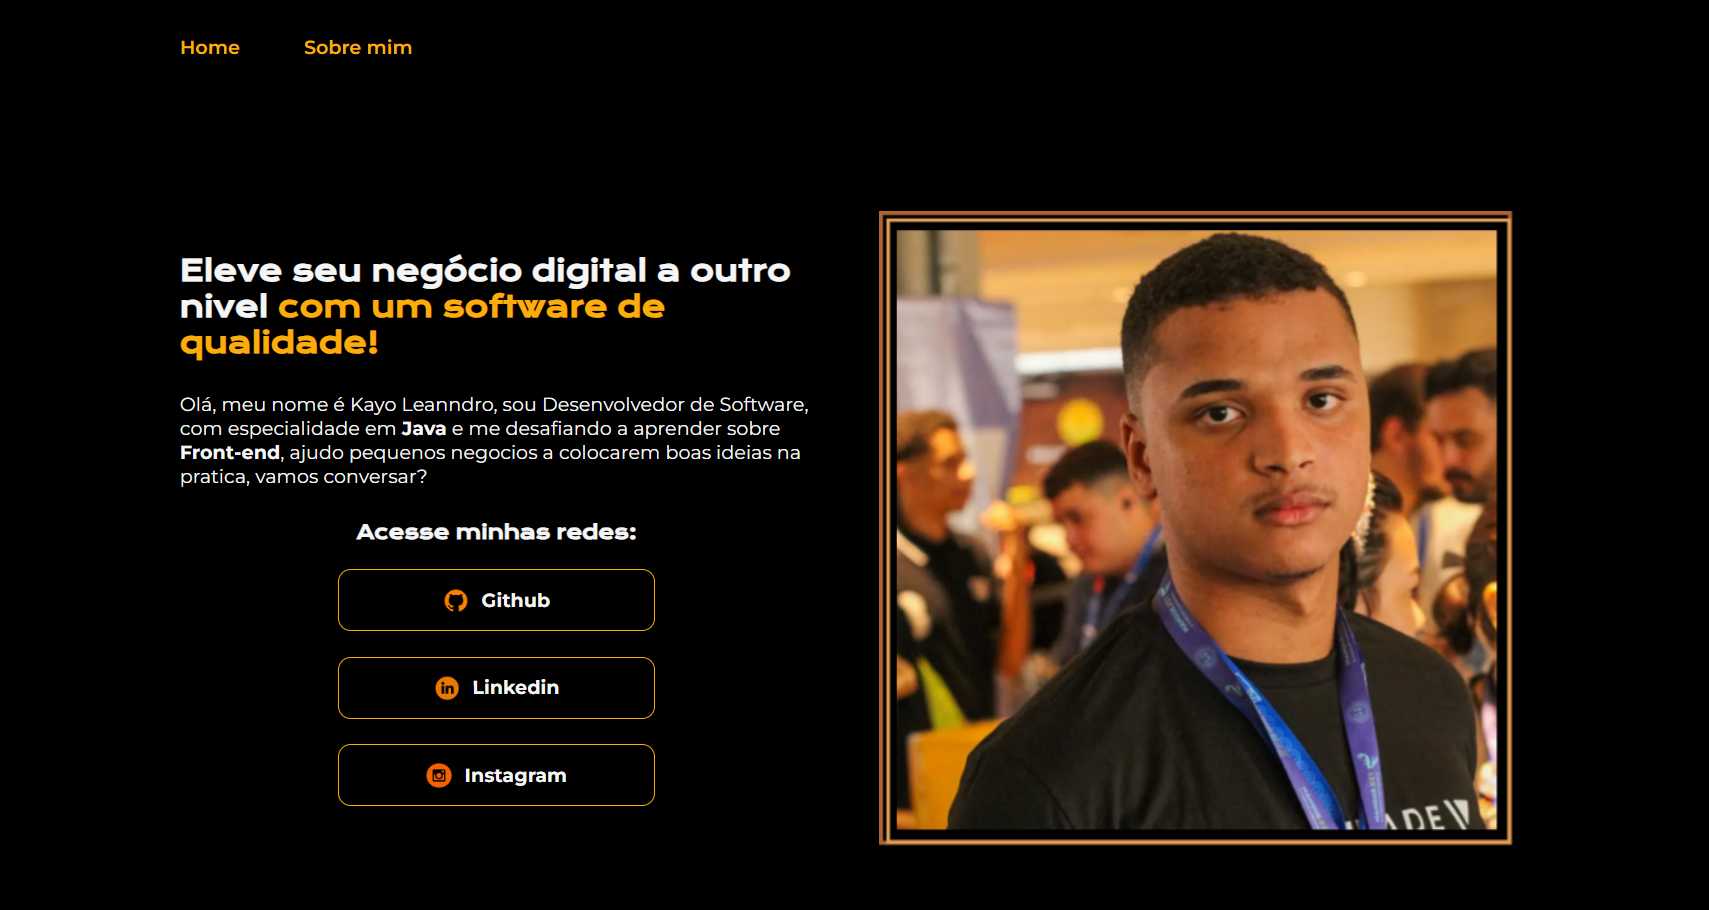 Home
Sobre mim
Eleve seu negócio digital a outro
nivel com um software de
qualidade!
Olá, meu nome é Kayo Leanndro, sou Desenvolvedor de Software,
com especialidade em Java e me desafiando a aprender sobre
Front-end, ajudo pequenos negocios a colocarem boas ideias na
pratica, vamos conversar?
Acesse minhas redes:
Github
Linkedin
Instagram